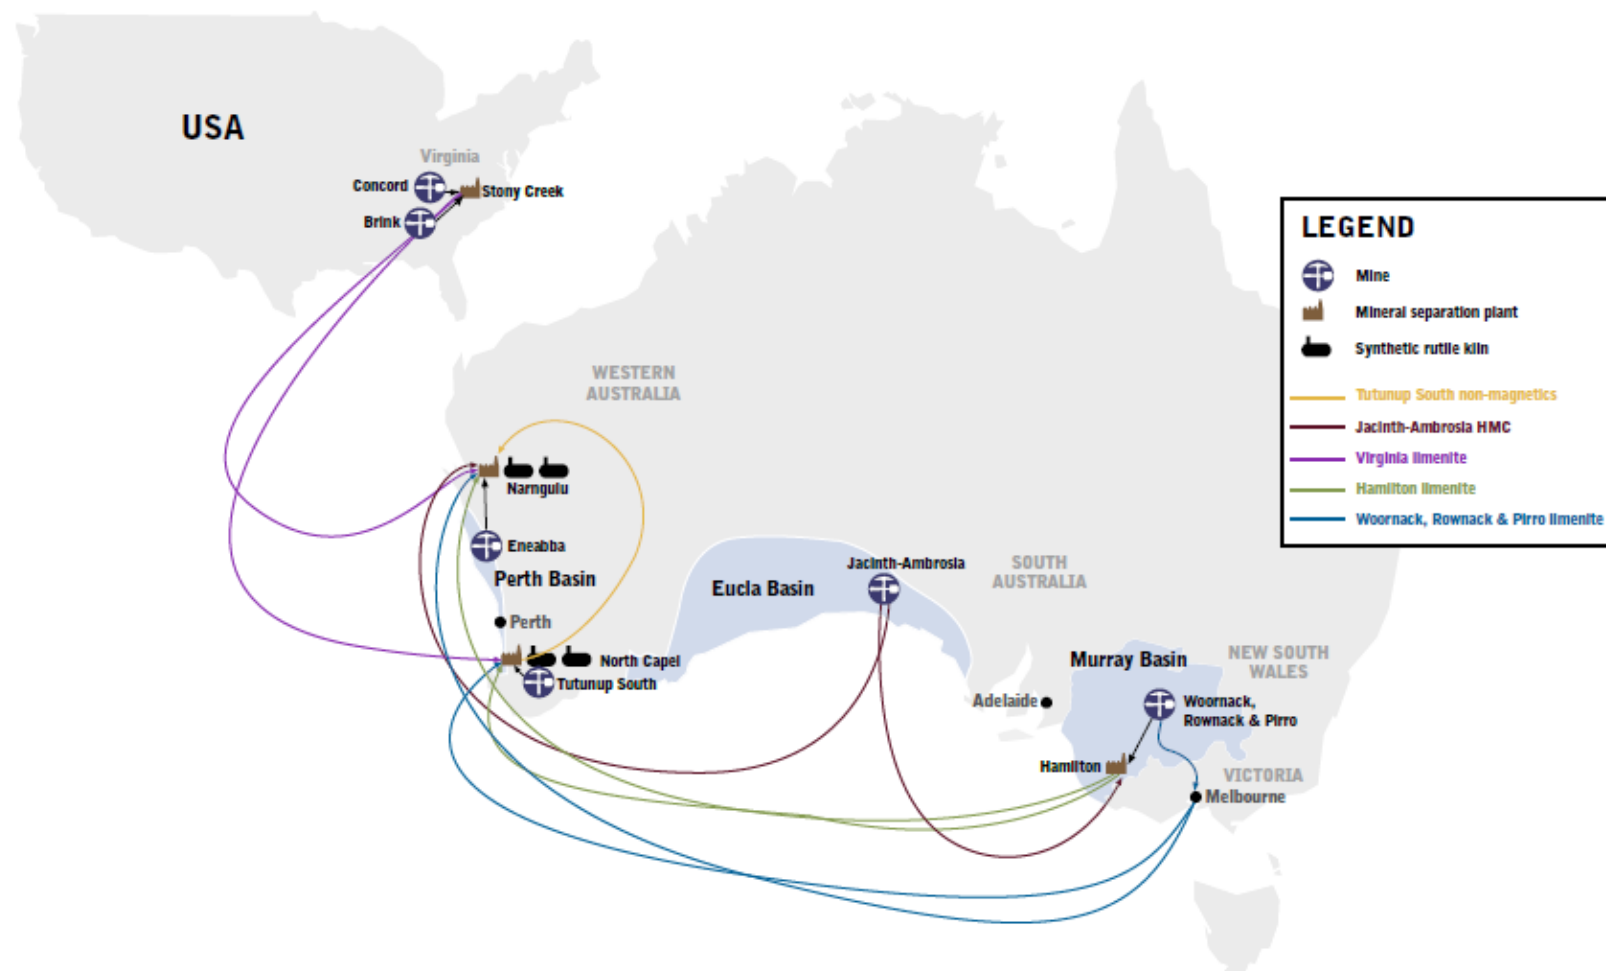 USA
Virginia
Concord
Stony Creek
Brink
LEGEND
Mine
Mineral separation plant
Synthetic rutile kiln
Tutunup South non-magnetics
Jacinth-Ambrosia HMC
Virginia ilmenite
Hamilton ilmenite
Woornack, Rownack & Pirro ilmenite
WESTERN
AUSTRALIA
Narngulu
Eneabba
Perth Basin
Perth
North Capel
Tutunup South
Eucla Basin
Jacinth-Ambrosia
SOUTH
AUSTRALIA
Murray Basin
NEW SOUTH
WALES
Adelaide
Woornack,
Rownack & Pirro
Hamilton
VICTORIA
Melbourne